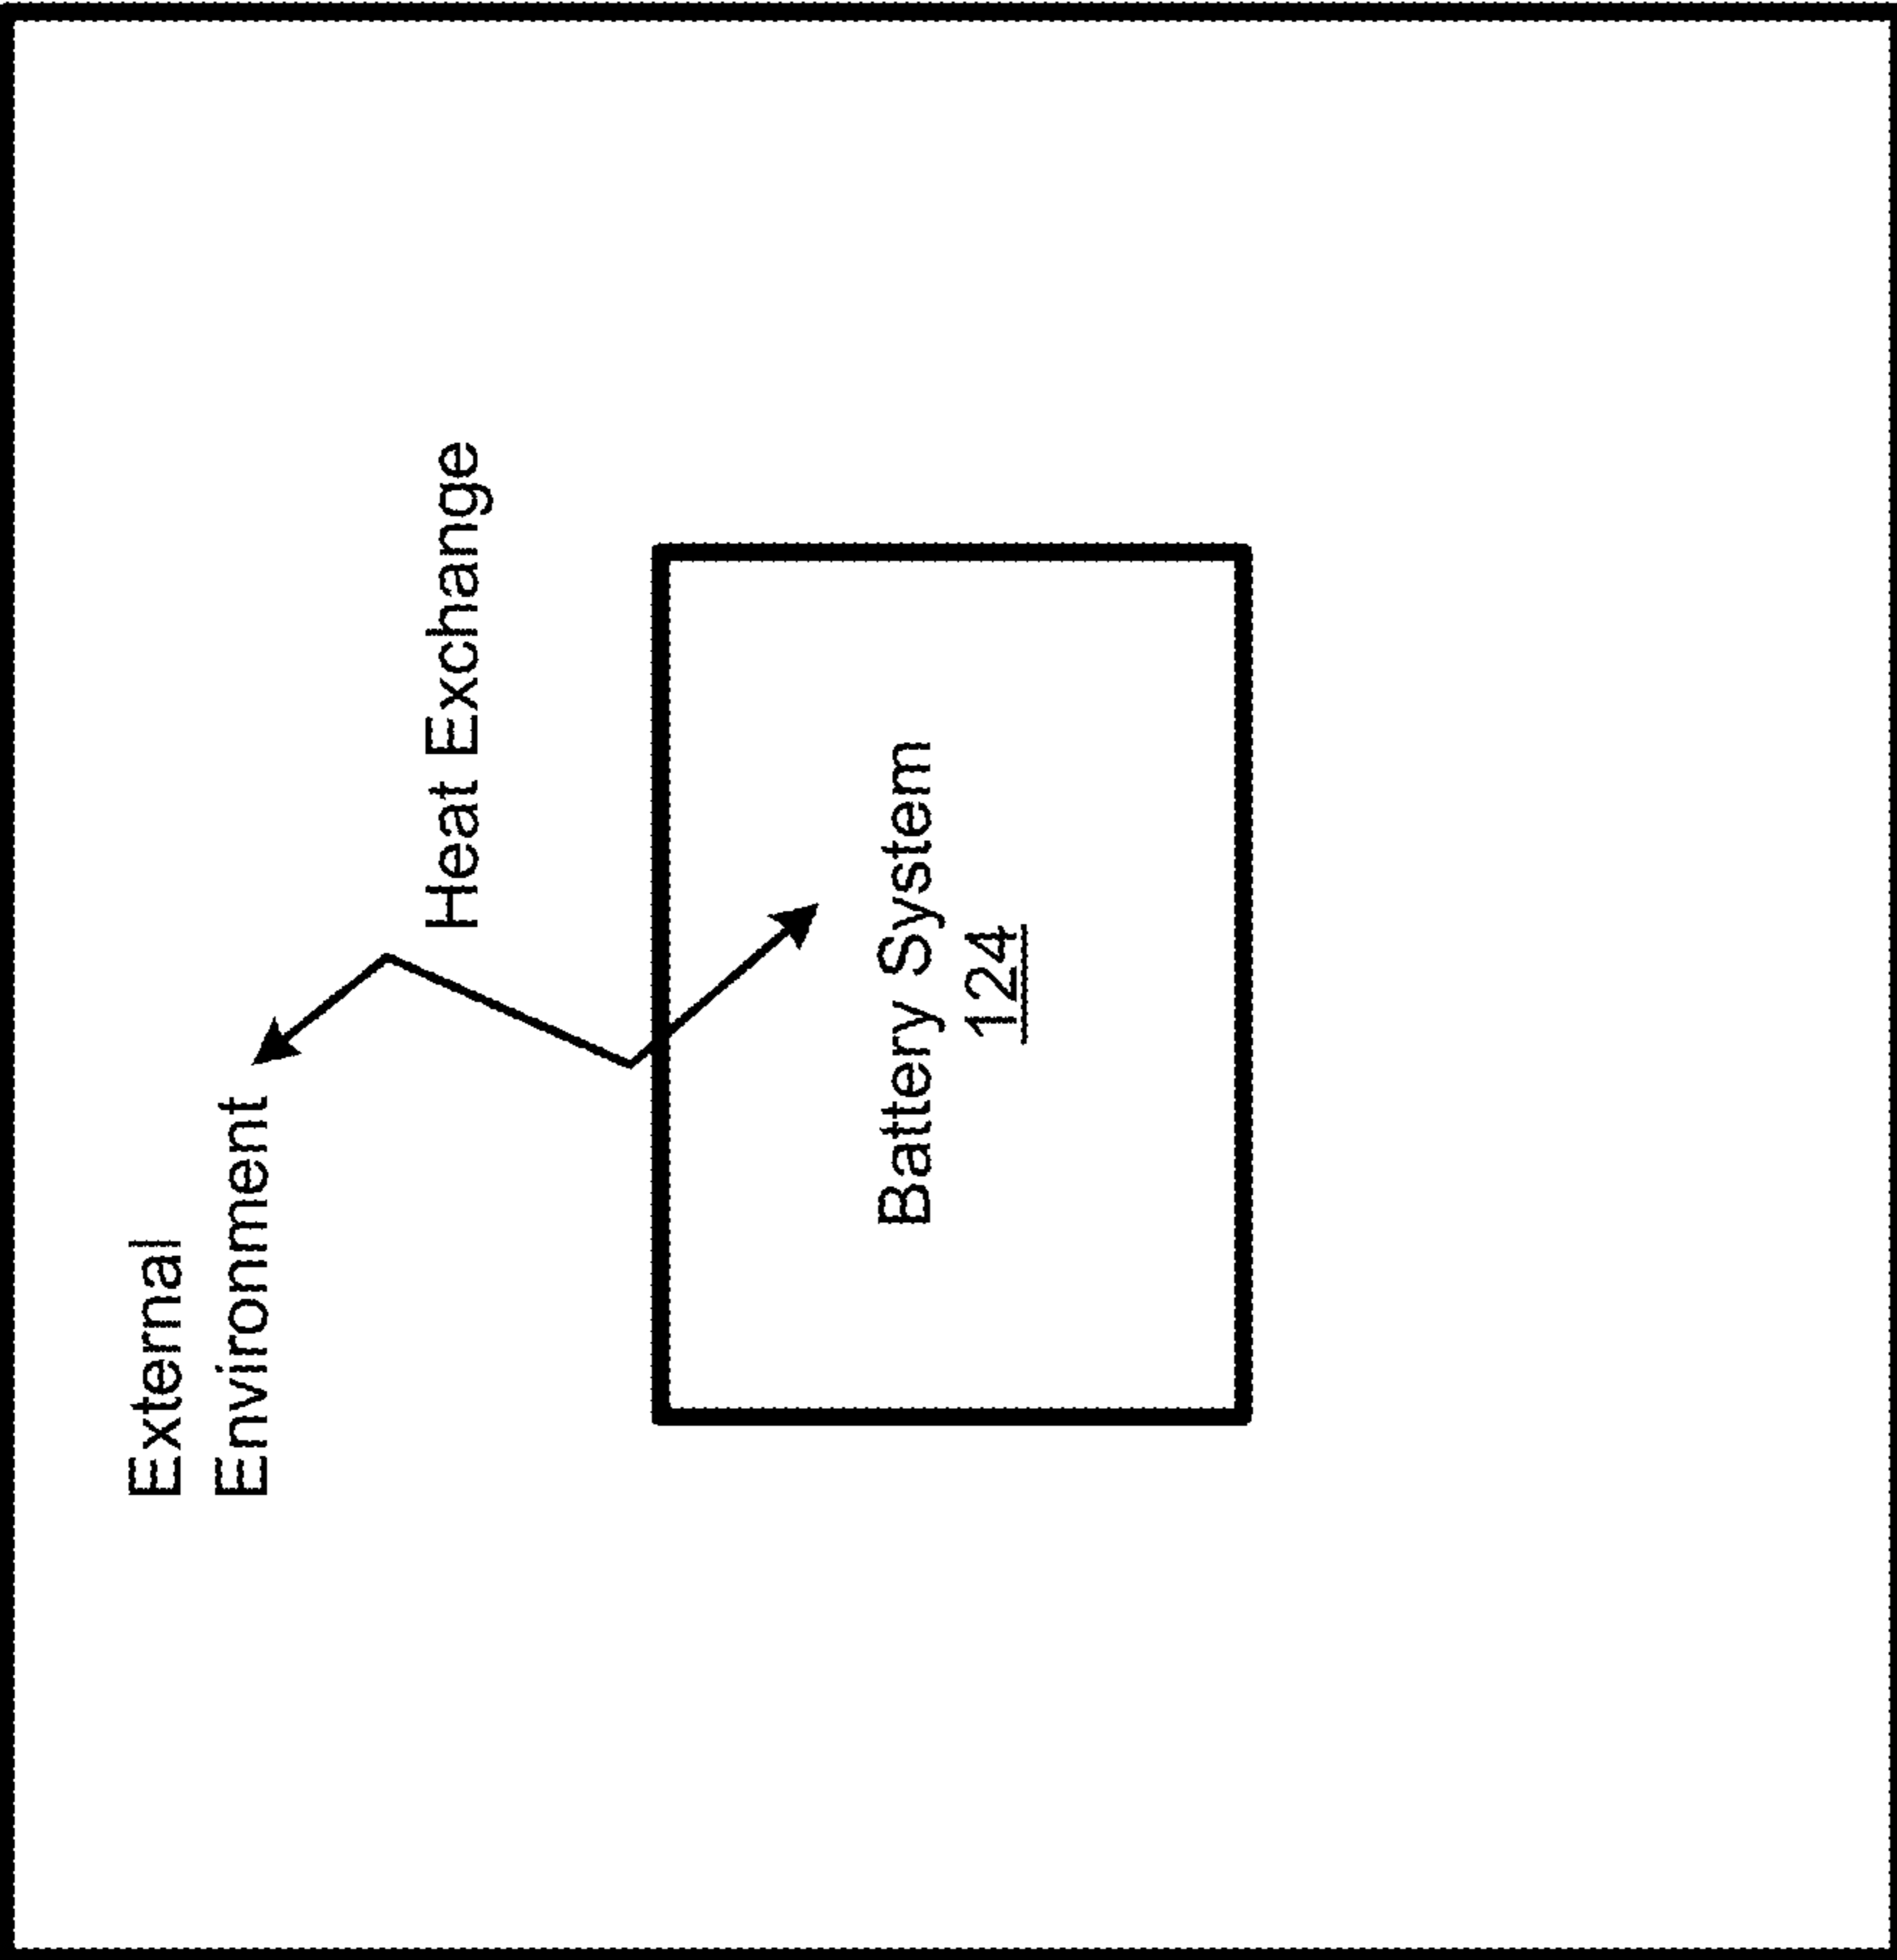 External
Environment
Heat Exchange
Battery System
124